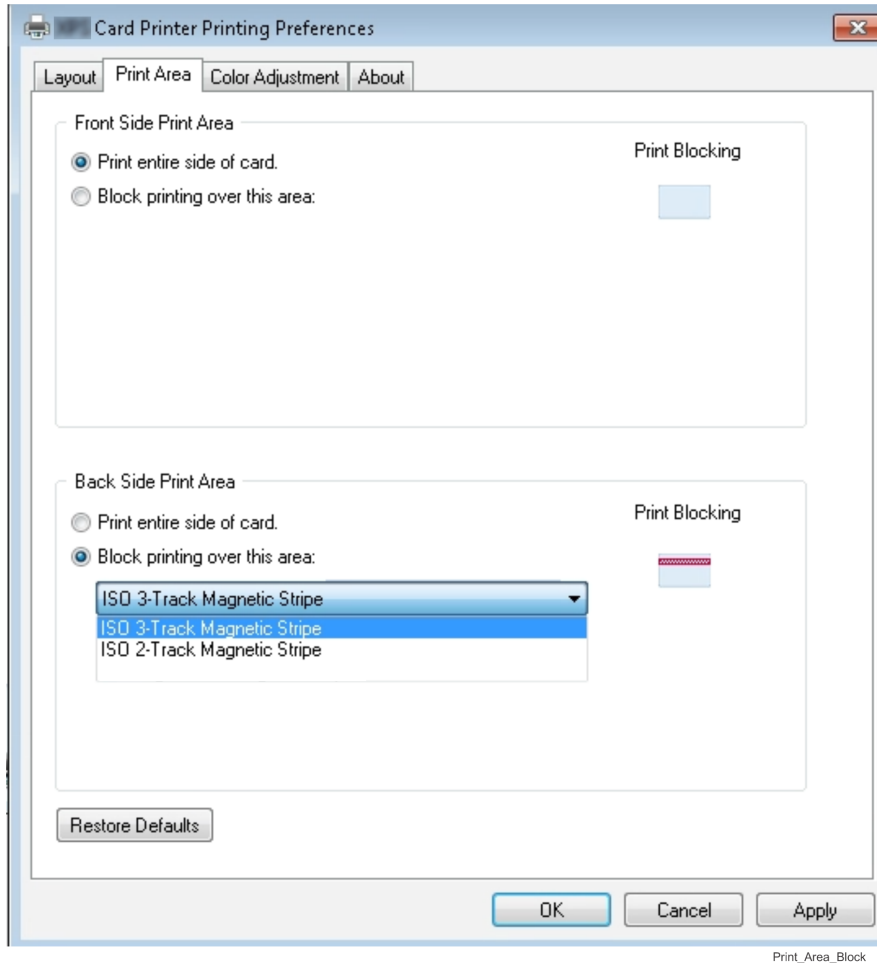 Card Printer Printing Preferences
Layout Print Area Color Adjustment About
Front Side Print Area
Print entire side of card.
Print Blocking
Block printing over this area:
Back Side Print Area
Print entire side of card.
Print Blocking
Block printing over this area:
ISO 3-Track Magnetic Stripe
ISO 3-Track Magnetic Stripe
ISO 2-Track Magnetic Stripe
Restore Defaults
OK Cancel Apply
Print_Area_Block